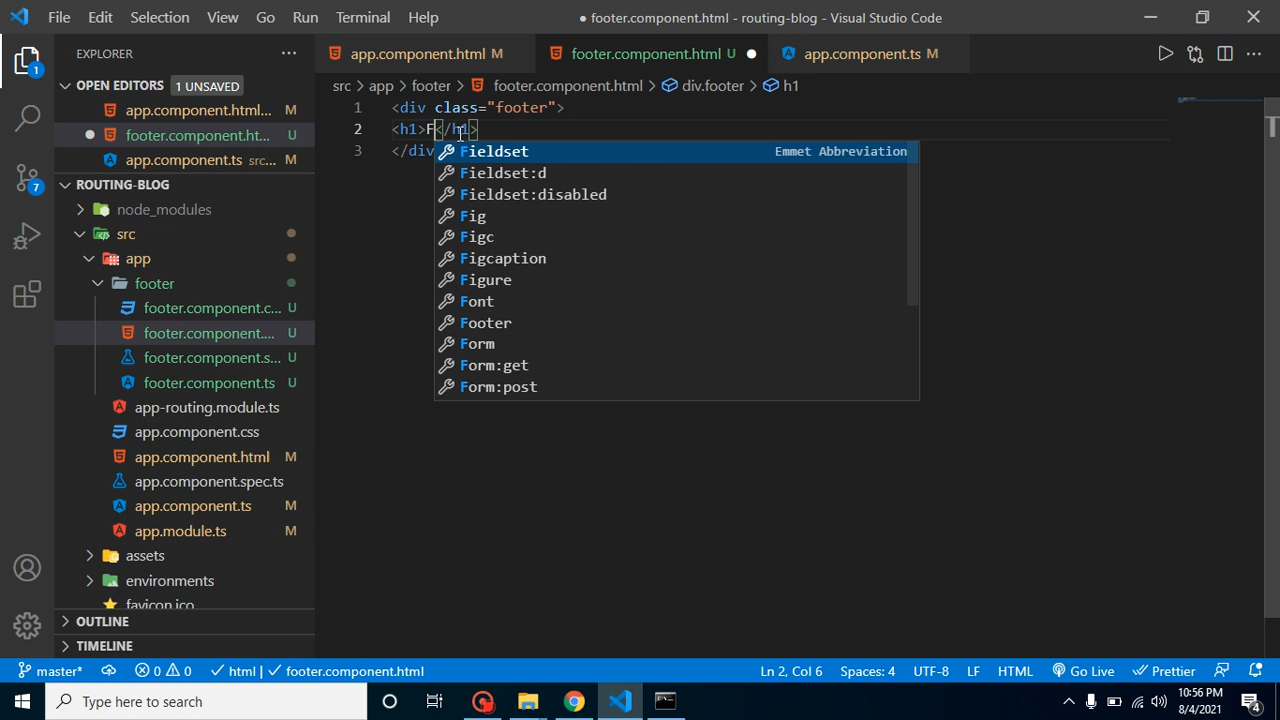 File Edit Selection View Go Run Terminal Help
● footer.component.html - routing-blog - Visual Studio Code
EXPLORER
OPEN EDITORS 1 UNSAVED
app.component.html... M
footer.component.ht... U
app.component.ts src... M
ROUTING-BLOG
node_modules
src
app
footer
footer.component.c... U
footer.component.... U
footer.component.s... U
footer.component.ts U
app-routing.module.ts
app.component.css
app.component.html M
app.component.spec.ts
app.component.ts M
app.module.ts M
assets
environments
favicon.ico
OUTLINE
TIMELINE
1
7
app.component.html M
footer.component.html U ●
app.component.ts M
src > app > footer > footer.component.html > div.footer > h1
1 <div class="footer">
2 <h1>F</h1>
3 </div
Fieldset Emmet Abbreviation
Fieldset:d
Fieldset:disabled
Fig
Figc
Figcaption
Figure
Font
Footer
Form
Form:get
Form:post
master* 0 0 html | footer.component.html Ln 2, Col 6 Spaces: 4 UTF-8 LF HTML Go Live Prettier
Type here to search
10:56 PM
8/4/2021
4